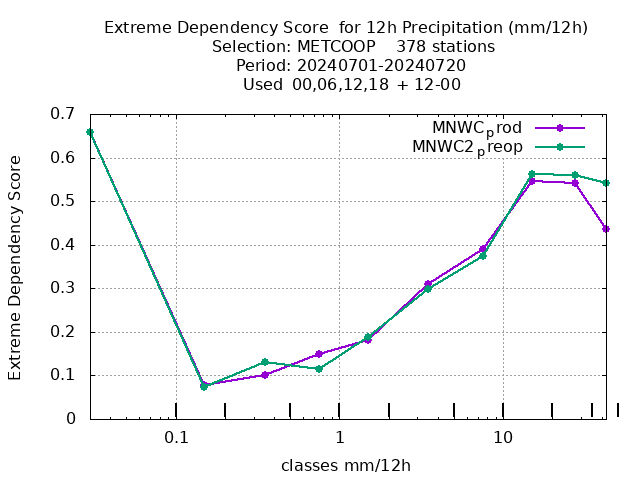 Extreme Dependency Score  for 12h Precipitation (mm/12h)
Selection: METCOOP    378 stations
Period: 20240701-20240720
Used  00,06,12,18 + 12-00
MNWCprod
MNWC2preop
0.7
0.6
0.5
0.4
0.3
0.2
0.1
0
Extreme Dependency Score
0.1 1 10
classes mm/12h